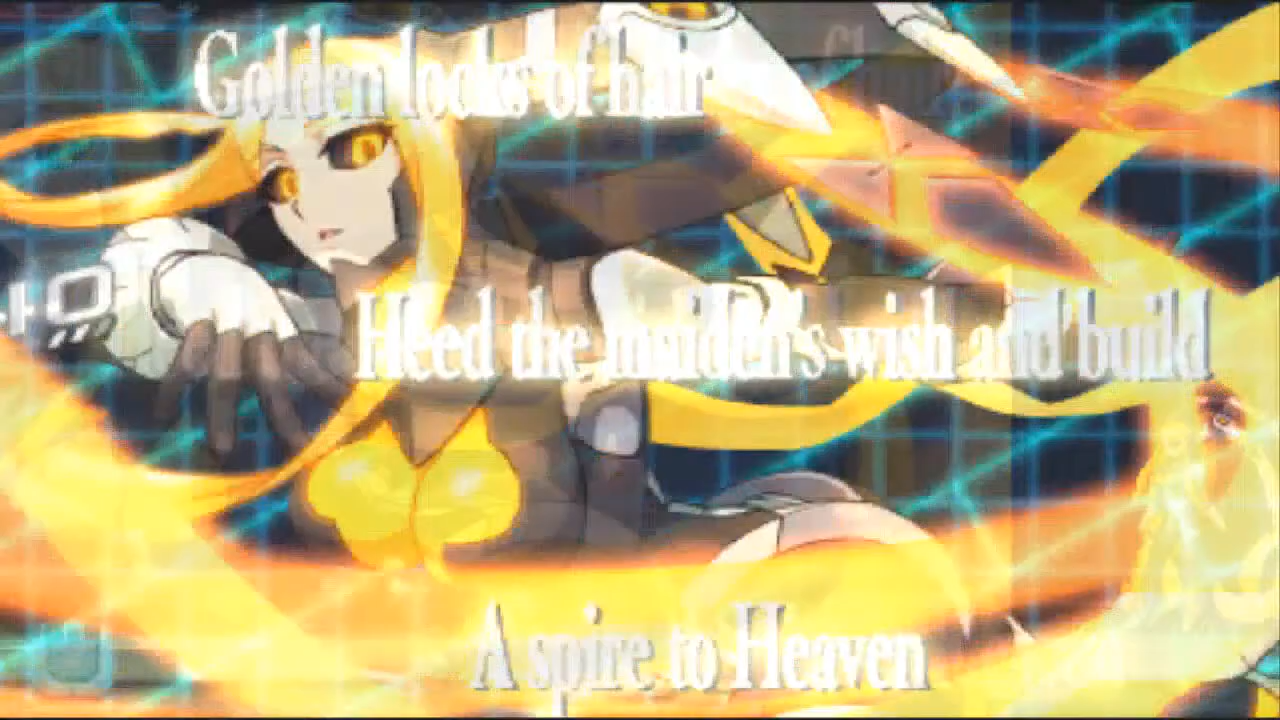 Golden locks of hair
Heed the maiden's wish and build
A spire to Heaven